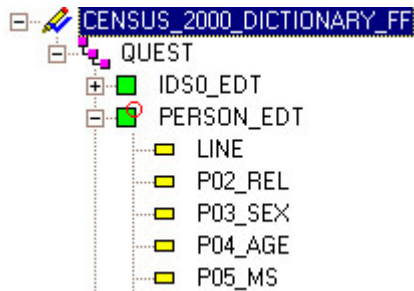 CENSUS_2000_DICTIONARY_FF
QUEST
IDS0_EDT
PERSON_EDT
LINE
P02_REL
P03_SEX
P04_AGE
P05_MS